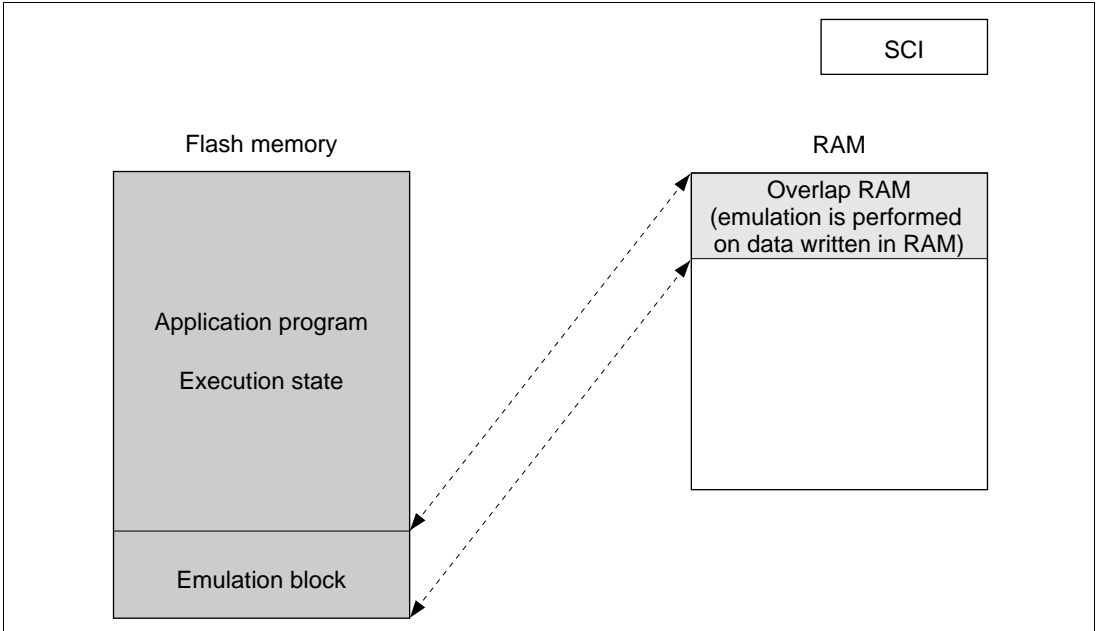 SCI
Flash memory
RAM
Overlap RAM
(emulation is performed
on data written in RAM)
Application program
Execution state
Emulation block